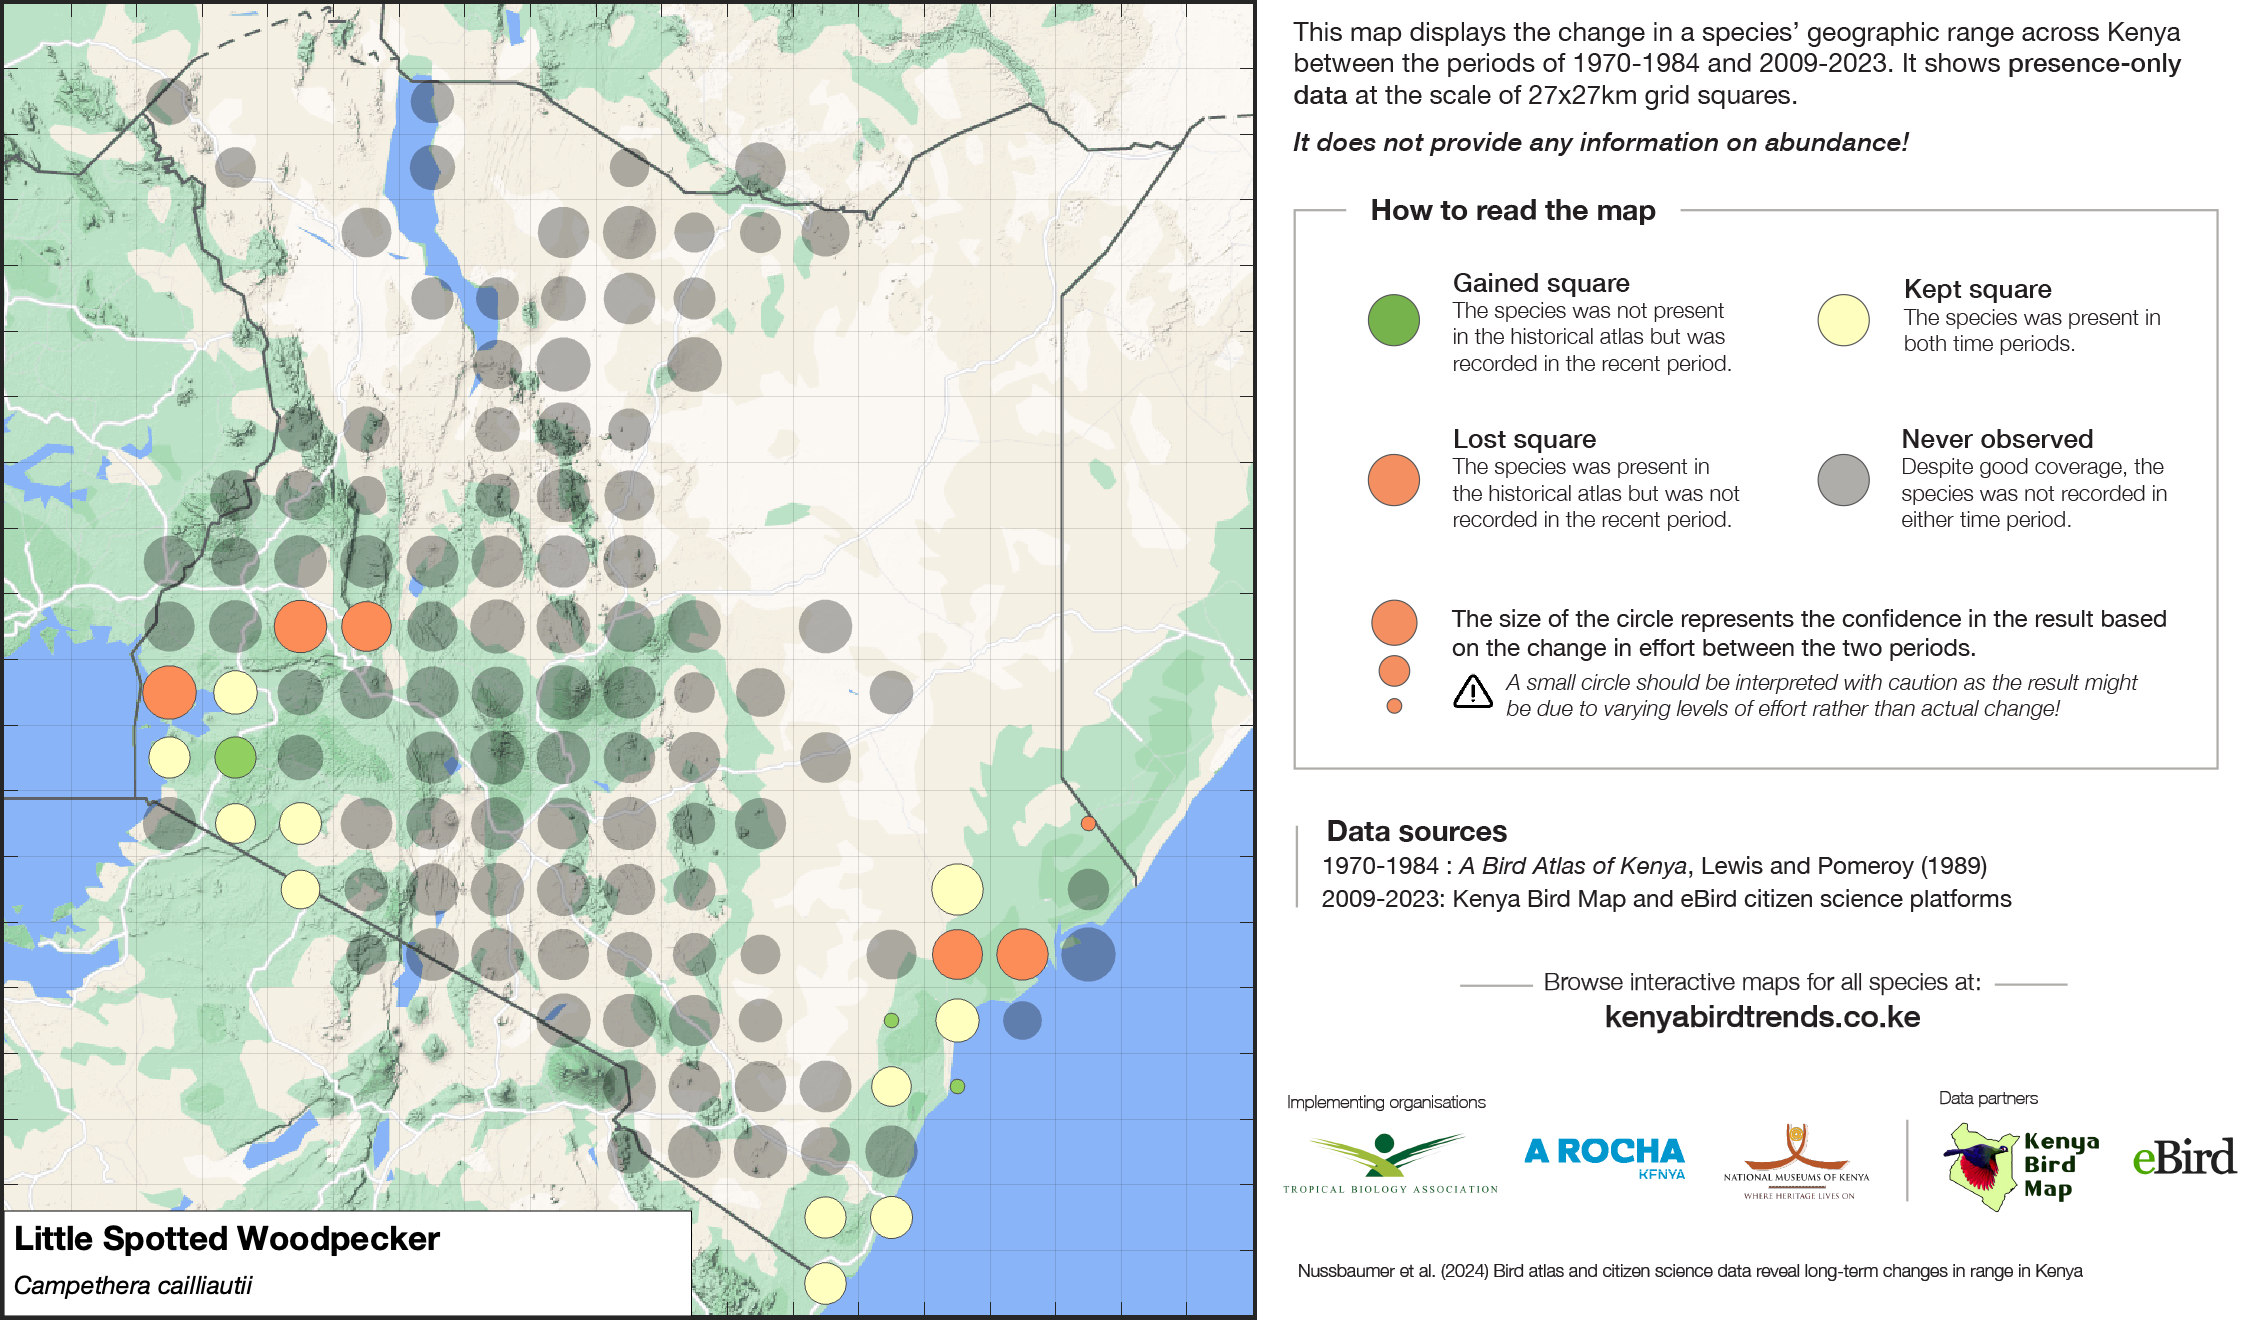 This map displays the change in a species’ geographic range across Kenya
between the periods of 1970-1984 and 2009-2023. It shows presence-only
data at the scale of 27x27km grid squares.
It does not provide any information on abundance!
How to read the map
Gained square
The species was not present
in the historical atlas but was
recorded in the recent period.
Kept square
The species was present in
both time periods.
Lost square
The species was present in
the historical atlas but was not
recorded in the recent period.
Never observed
Despite good coverage, the
species was not recorded in
either time period.
The size of the circle represents the confidence in the result based
on the change in effort between the two periods.
A small circle should be interpreted with caution as the result might
be due to varying levels of effort rather than actual change!
Data sources
1970-1984 : A Bird Atlas of Kenya, Lewis and Pomeroy (1989)
2009-2023: Kenya Bird Map and eBird citizen science platforms
Browse interactive maps for all species at:
kenyabirdtrends.co.ke
Implementing organisations
Data partners
TROPICAL BIOLOGY ASSOCIATION
A ROCHA
KENYA
NATIONAL MUSEUMS OF KENYA
WHERE HERITAGE LIVES ON
Kenya
Bird
Map
eBird
Nussbaumer et al. (2024) Bird atlas and citizen science data reveal long-term changes in range in Kenya
Little Spotted Woodpecker
Campethera cailliautii